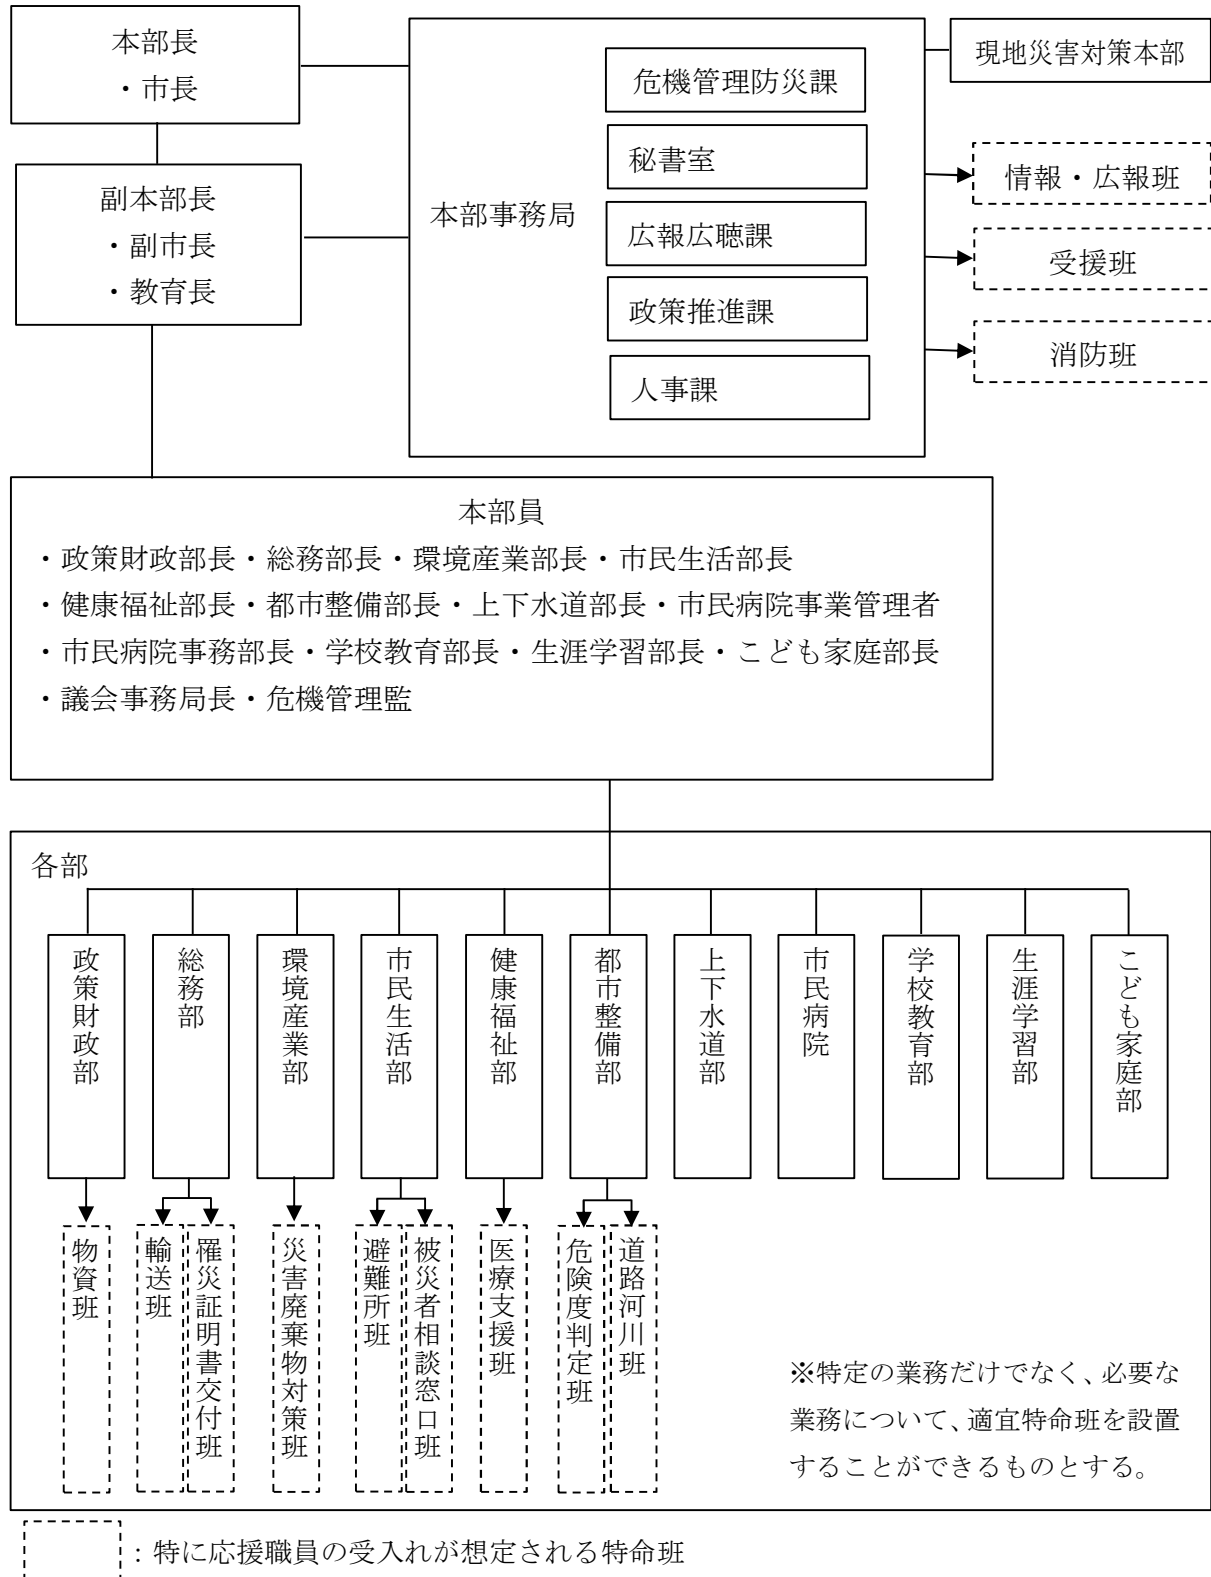 本部長
・市長
副本部長
・副市長
・教育長
本部事務局
危機管理防災課
秘書室
広報広聴課
政策推進課
人事課
現地災害対策本部
情報・広報班
受援班
消防班
本部員
・政策財政部長・総務部長・環境産業部長・市民生活部長
・健康福祉部長・都市整備部長・上下水道部長・市民病院事業管理者
・市民病院事務部長・学校教育部長・生涯学習部長・こども家庭部長
・議会事務局長・危機管理監
各部
政策財政部
総務部
環境産業部
市民生活部
健康福祉部
都市整備部
上下水道部
市民病院
学校教育部
生涯学習部
こども家庭部
物資班
輸送班
罹災証明書交付班
災害廃棄物対策班
避難所班
被災者相談窓口班
医療支援班
危険度判定班
道路河川班
※特定の業務だけでなく、必要な
業務について、適宜特命班を設置
することができるものとする。
：特に応援職員の受入れが想定される特命班